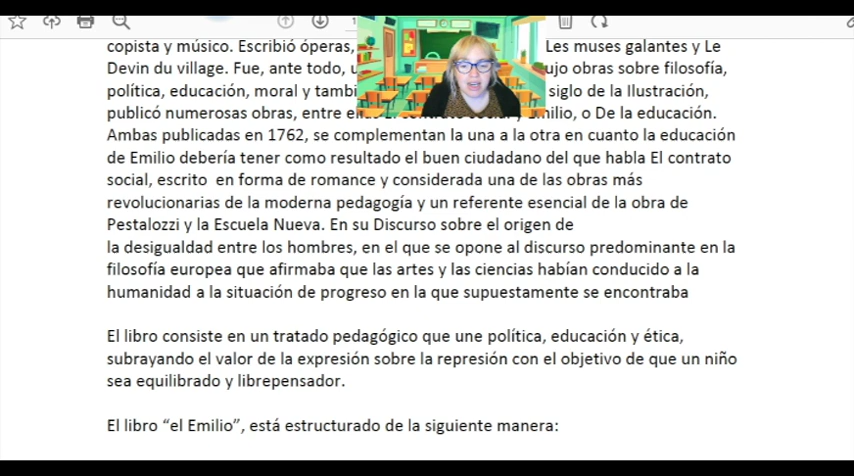 copista y músico. Escribió óperas, Les muses galantes y Le
Devin du village. Fue, ante todo, ujo obras sobre filosofía,
política, educación, moral y tambi siglo de la Ilustración,
publicó numerosas obras, entre milio, o De la educación.
Ambas publicadas en 1762, se complementan la una a la otra en cuanto la educación
de Emilio debería tener como resultado el buen ciudadano del que habla El contrato
social, escrito en forma de romance y considerada una de las obras más
revolucionarias de la moderna pedagogía y un referente esencial de la obra de
Pestalozzi y la Escuela Nueva. En su Discurso sobre el origen de
la desigualdad entre los hombres, en el que se opone al discurso predominante en la
filosofía europea que afirmaba que las artes y las ciencias habían conducido a la
humanidad a la situación de progreso en la que supuestamente se encontraba
El libro consiste en un tratado pedagógico que une política, educación y ética,
subrayando el valor de la expresión sobre la represión con el objetivo de que un niño
sea equilibrado y librepensador.
El libro “el Emilio”, está estructurado de la siguiente manera: